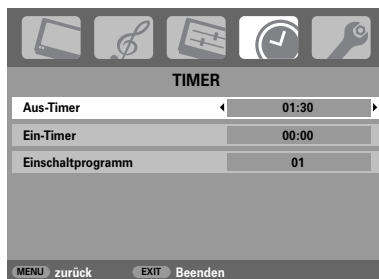 TIMER
Aus-Timer 01:30
Ein-Timer 00:00
Einschaltprogramm 01
MENU zurück EXIT Beenden